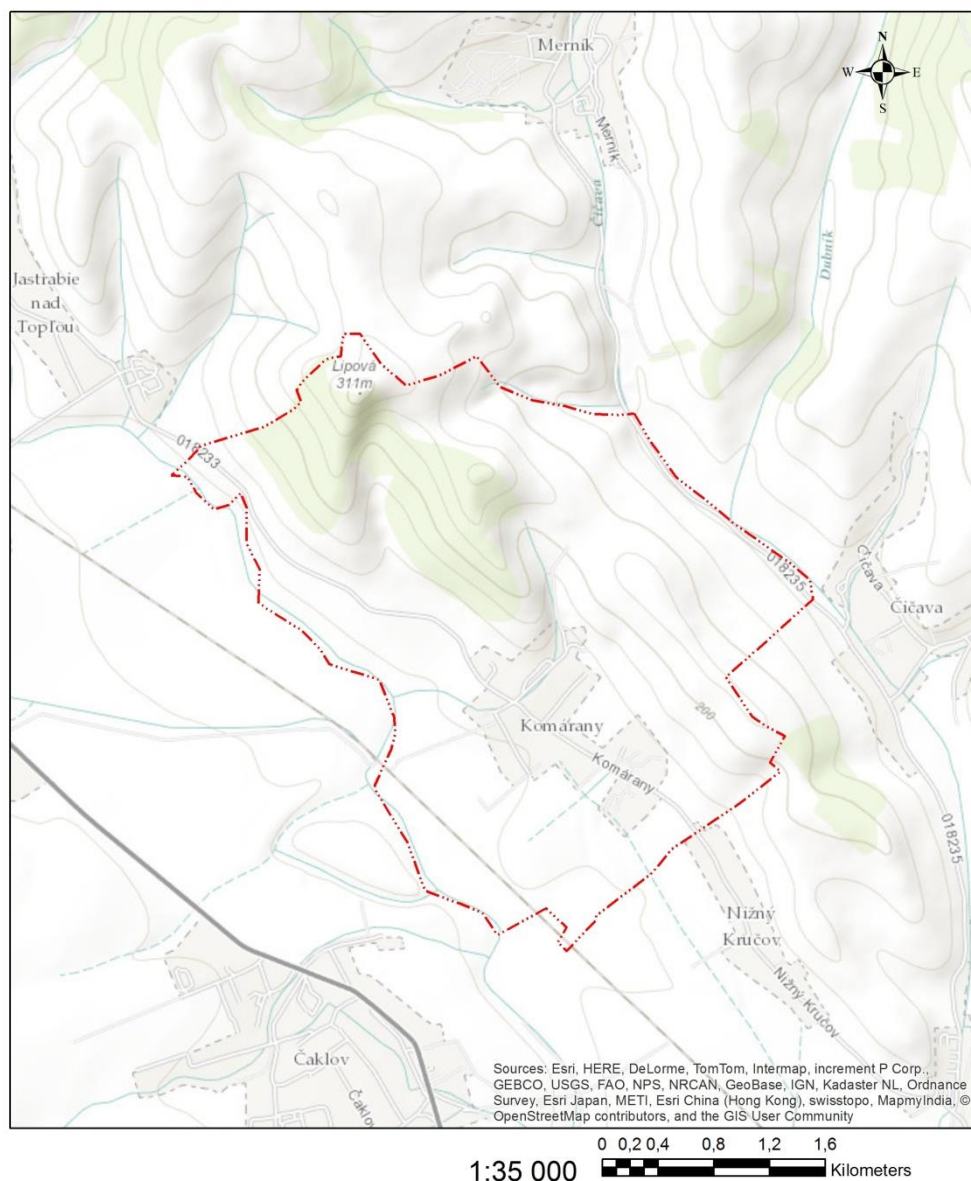 Merník
N
W
E
S
Merník
Čičava
Dubník
Jastrabie
nad
Topľou
Lipová
311m
018233
018235
Čičava
Čičava
200
Komárany
Komárany
018235
Nižný
Kručov
Nižný Kručov
Čaklov
Čaklov
Sources: Esri, HERE, DeLorme, TomTom, Intermap, increment P Corp.,
GEBCO, USGS, FAO, NPS, NRCAN, GeoBase, IGN, Kadaster NL, Ordnance
Survey, Esri Japan, METI, Esri China (Hong Kong), swisstopo, MapmyIndia, ©
OpenStreetMap contributors, and the GIS User Community
1:35 000
0 0,2 0,4 0,8 1,2 1,6
Kilometers